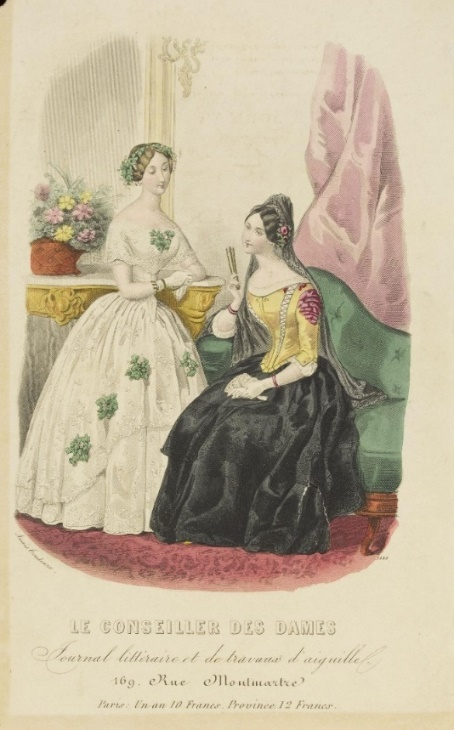 LE CONSEILLER DES DAMES
Journal littéraire et de travaux d'aiguille.
169. Rue Montmartre
Paris: Un an 10 Francs. Province. 12 Francs.